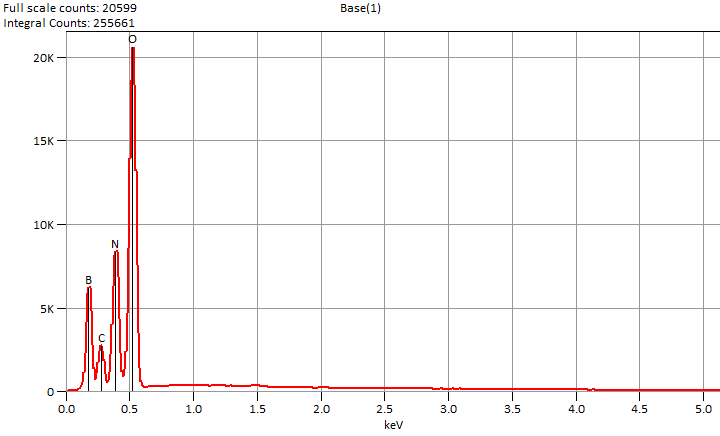 Full scale counts: 20599
Base(1)
Integral Counts: 255661
O
20K
15K
10K
N
B
5K
C
0
0.0
0.5
1.0
1.5
2.0
2.5
3.0
3.5
4.0
4.5
5.0
keV